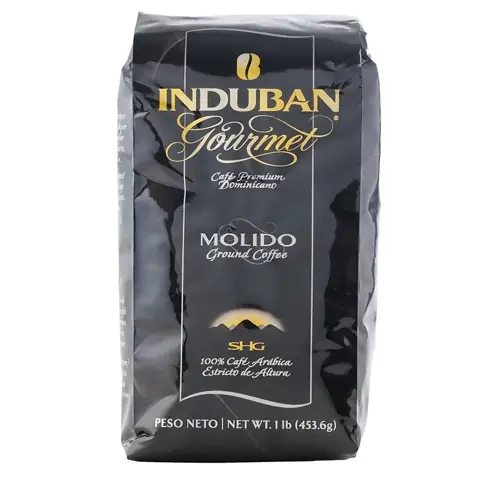 INDUBAN®
Gourmet
Café Premium
Dominicano
MOLIDO
Ground Coffee
SHG
100% Café Arábica
Estricto de Altura
PESO NETO | NET WT. 1 lb (453.6g)